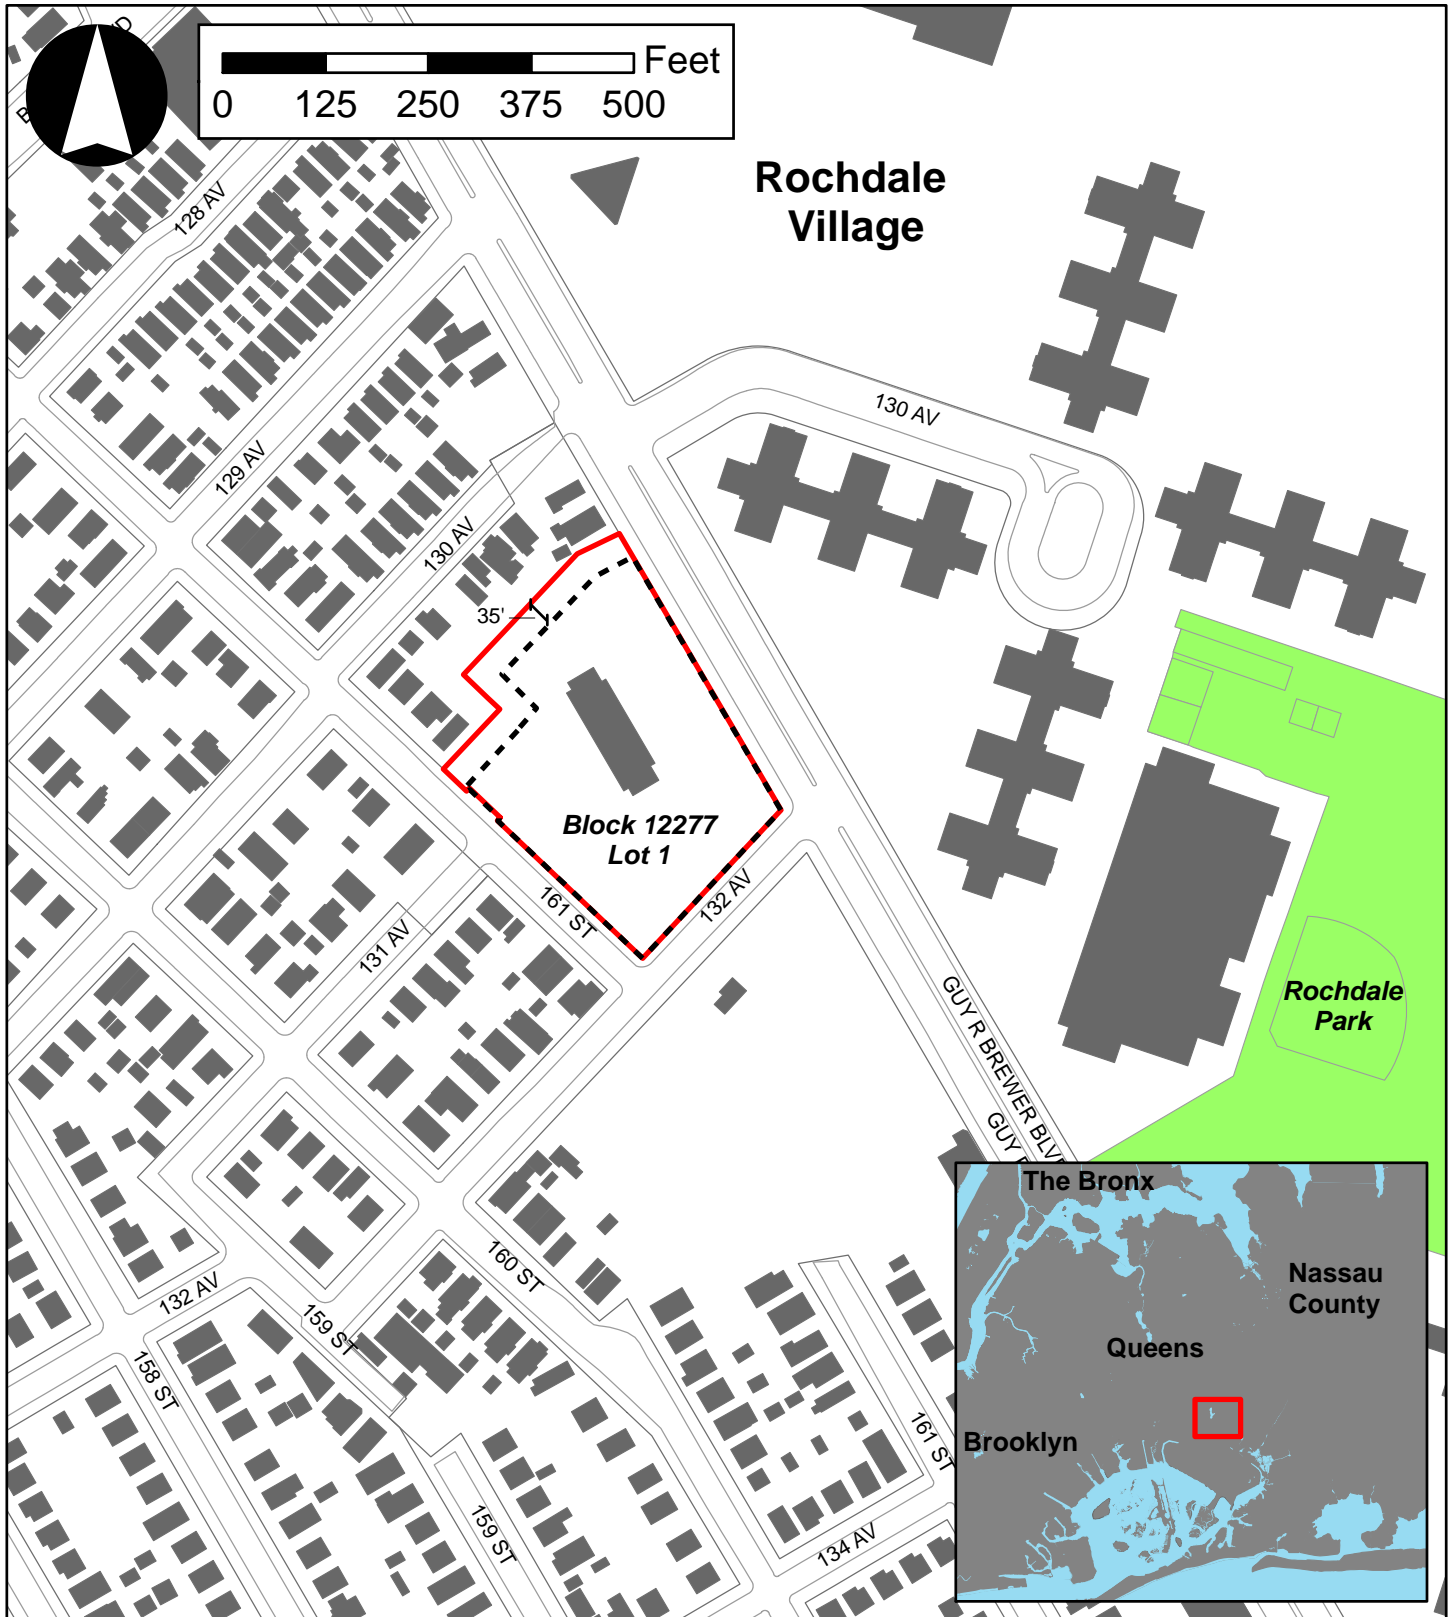 Feet
0 125 250 375 500
Rochdale
Village
128 AV
129 AV
130 AV
130 AV
35'
Block 12277
Lot 1
161 ST
132 AV
131 AV
GUY R BREWER BLV
GUY
Rochdale
Park
160 ST
132 AV
159 ST
158 ST
159 ST
161 ST
134 AV
The Bronx
Nassau
County
Queens
Brooklyn